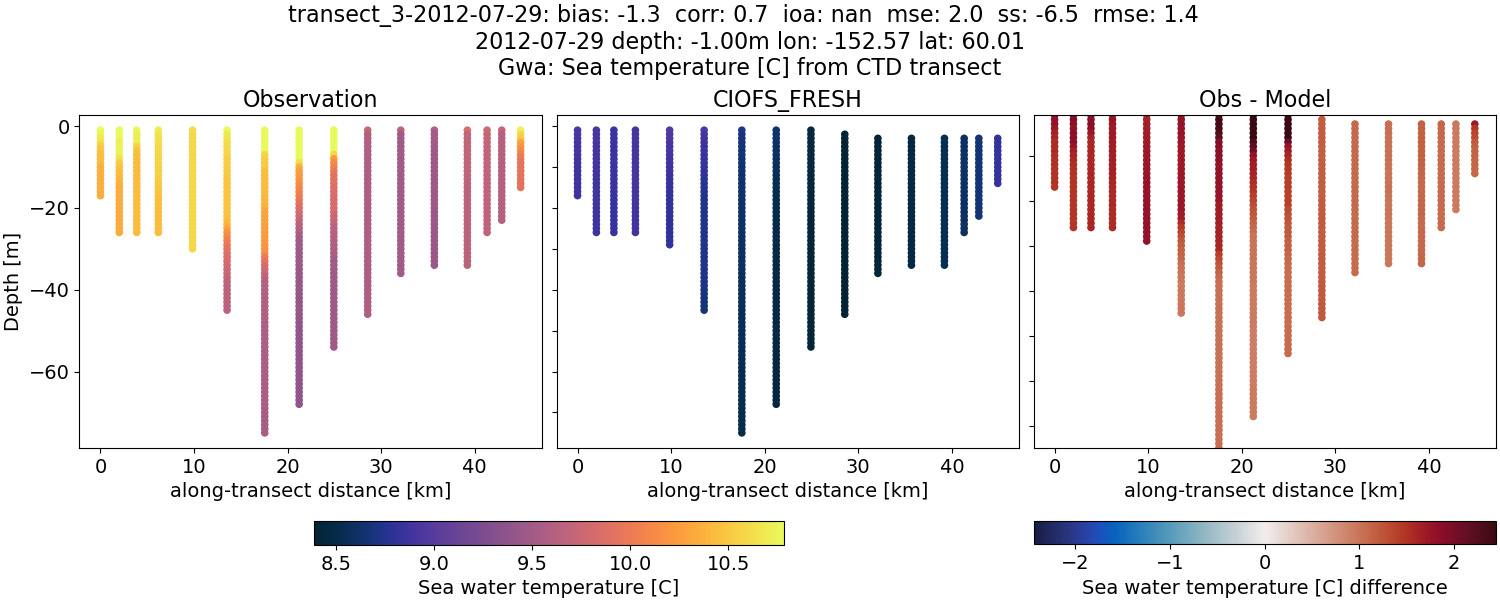 transect_3-2012-07-29: bias: -1.3  corr: 0.7  ioa: nan  mse: 2.0  ss: -6.5  rmse: 1.4
2012-07-29 depth: -1.00m lon: -152.57 lat: 60.01
Gwa: Sea temperature [C] from CTD transect
Observation
CIOFS_FRESH
Obs - Model
Depth [m]
0
−20
−40
−60
0 10 20 30 40
0 10 20 30 40
0 10 20 30 40
along-transect distance [km]
along-transect distance [km]
along-transect distance [km]
8.5 9.0 9.5 10.0 10.5
Sea water temperature [C]
−2 −1 0 1 2
Sea water temperature [C] difference